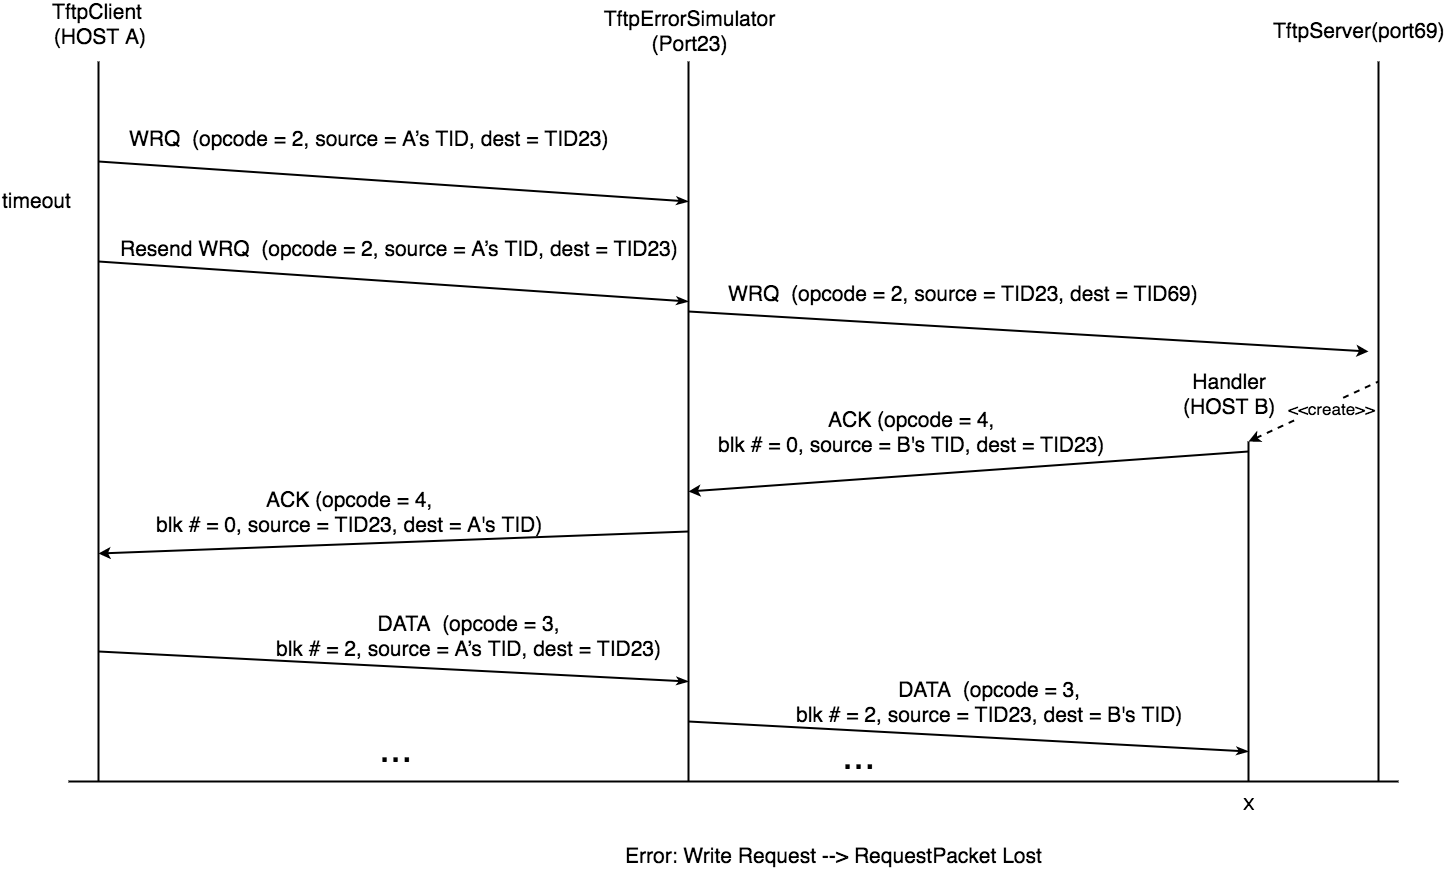 TftpClient
(HOST A)
TftpErrorSimulator
(Port23)
TftpServer(port69)
WRQ  (opcode = 2, source = A’s TID, dest = TID23)
timeout
Resend WRQ  (opcode = 2, source = A’s TID, dest = TID23)
WRQ  (opcode = 2, source = TID23, dest = TID69)
Handler
(HOST B)
<<create>>
ACK (opcode = 4,
blk # = 0, source = B's TID, dest = TID23)
ACK (opcode = 4,
blk # = 0, source = TID23, dest = A's TID)
DATA  (opcode = 3,
blk # = 2, source = A’s TID, dest = TID23)
DATA  (opcode = 3,
blk # = 2, source = TID23, dest = B's TID)
...
...
x
Error: Write Request --> RequestPacket Lost